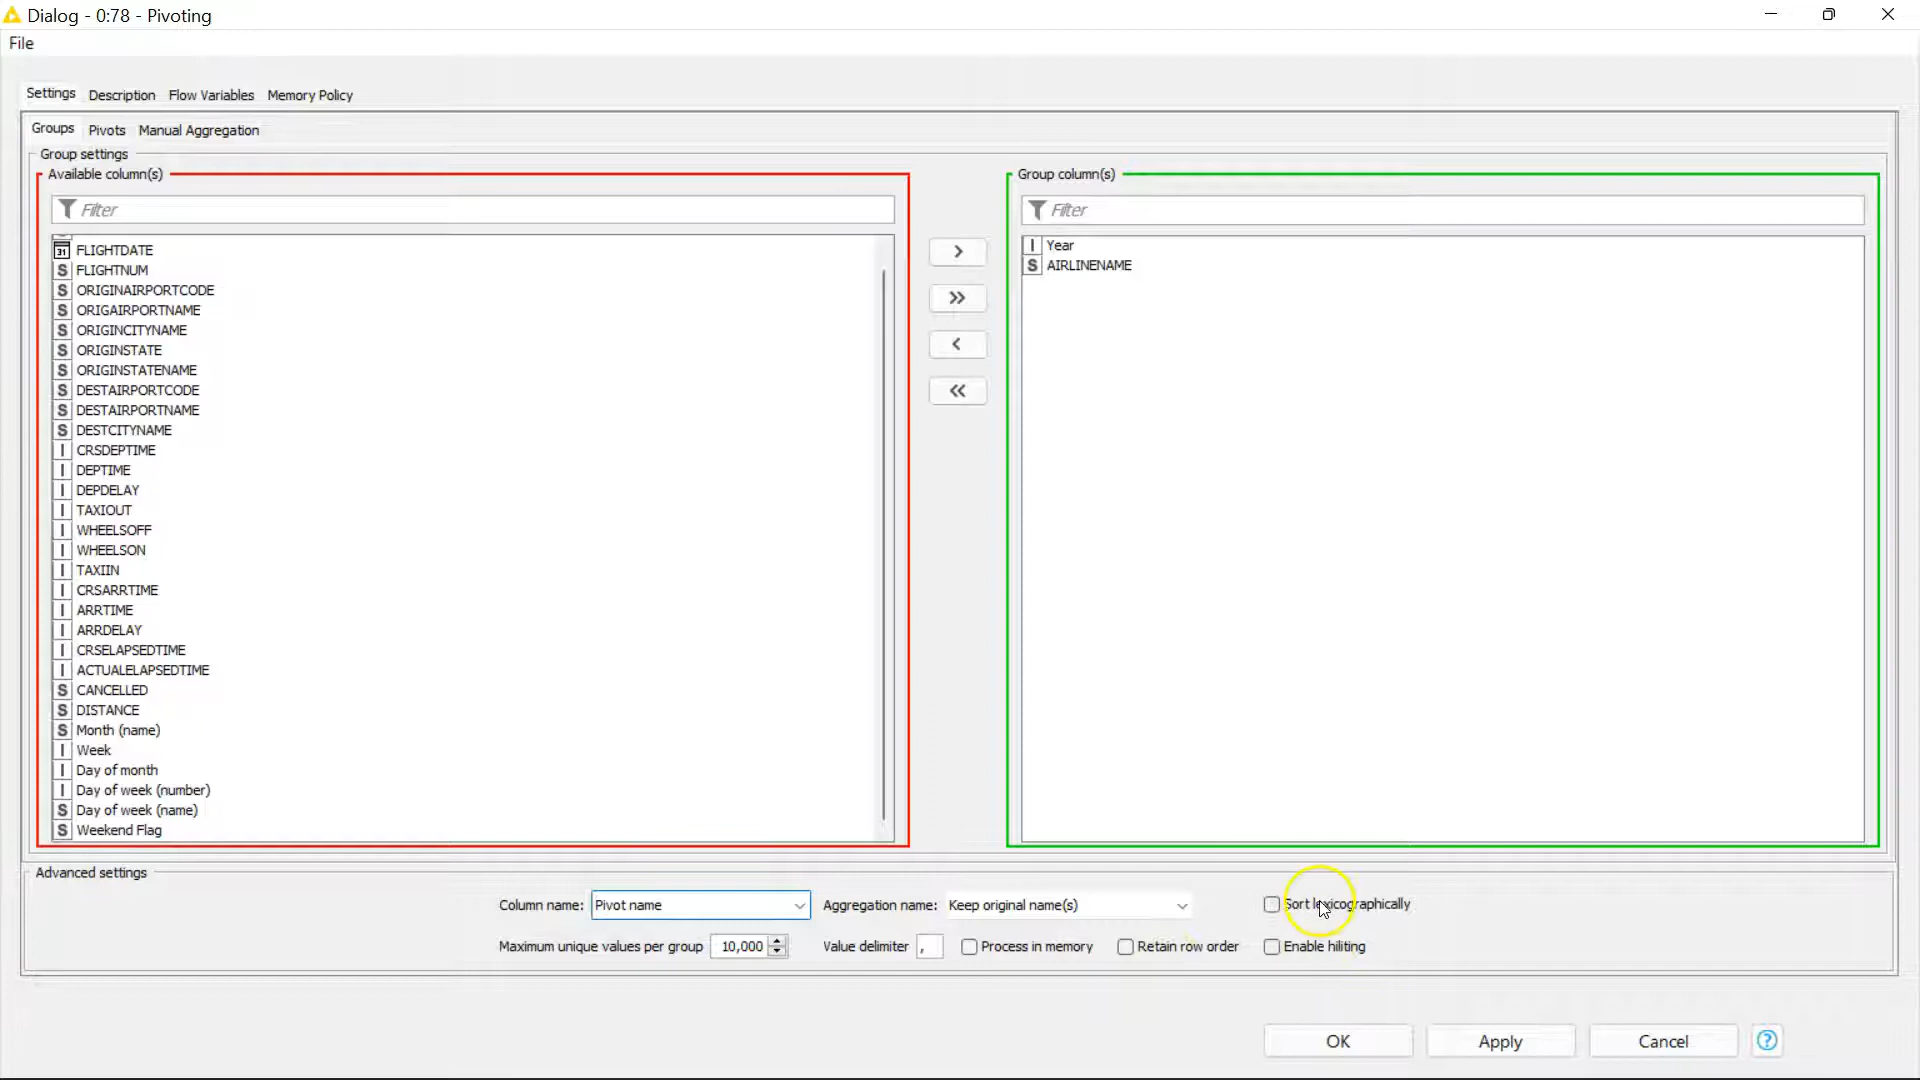 Dialog - 0:78 - Pivoting
File
Settings Description Flow Variables Memory Policy
Groups Pivots Manual Aggregation
Group settings
Available column(s)
Group column(s)
Filter
Filter
31 FLIGHTDATE
S FLIGHTNUM
S ORIGINAIRPORTCODE
S ORIGAIRPORTNAME
S ORIGINCITYNAME
S ORIGINSTATE
S ORIGINSTATENAME
S DESTAIRPORTCODE
S DESTAIRPORTNAME
S DESTCITYNAME
I CRSDEPTIME
I DEPTIME
I DEPDELAY
I TAXIOUT
I WHEELSOFF
I WHEELSON
I TAXIIN
I CRSARRTIME
I ARRTIME
I ARRDELAY
I CRSELAPSEDTIME
I ACTUALELAPSEDTIME
S CANCELLED
S DISTANCE
S Month (name)
I Week
I Day of month
I Day of week (number)
S Day of week (name)
S Weekend Flag
>
>>
<
<<
I Year
S AIRLINENAME
Advanced settings
Column name: Pivot name Aggregation name: Keep original name(s) Sort lexicographically
Maximum unique values per group 10,000 Value delimiter , Process in memory Retain row order Enable hiliting
OK Apply Cancel ?